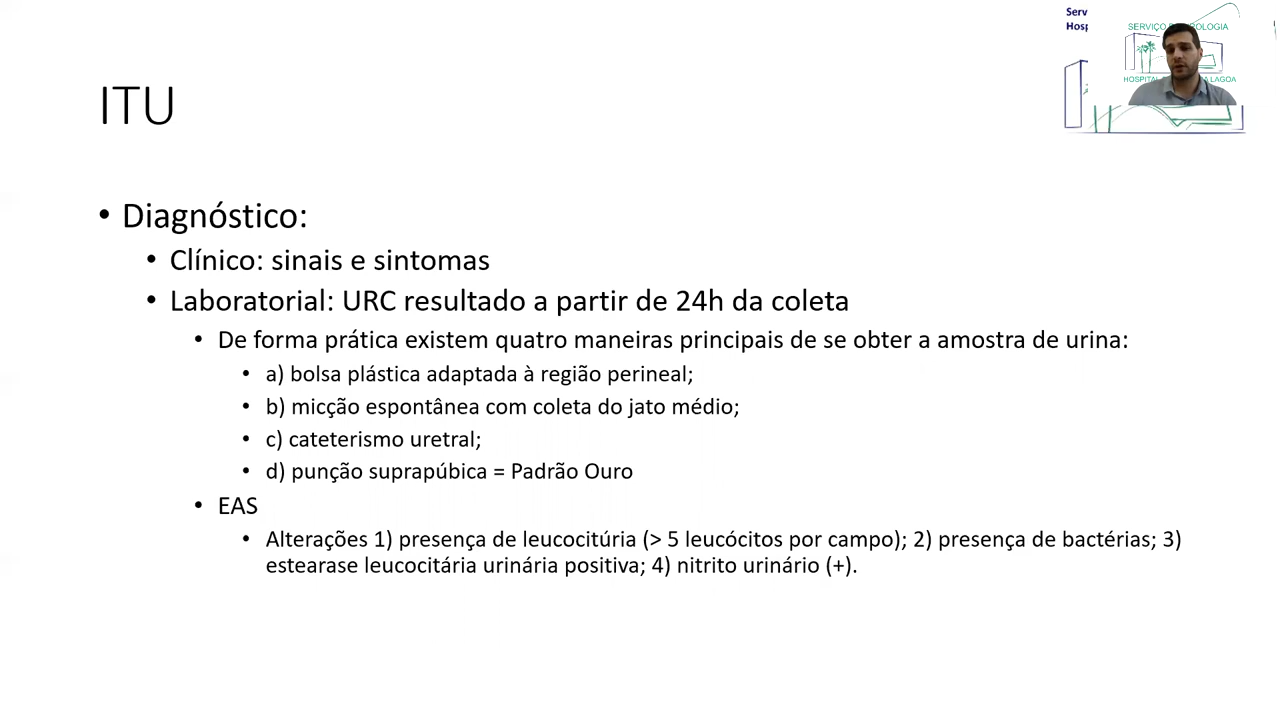 Serv
Hosp
SERVIÇO
ROLOGIA
HOSPITAL
LAGOA
ITU
• Diagnóstico:
• Clínico: sinais e sintomas
• Laboratorial: URC resultado a partir de 24h da coleta
• De forma prática existem quatro maneiras principais de se obter a amostra de urina:
• a) bolsa plástica adaptada à região perineal;
• b) micção espontânea com coleta do jato médio;
• c) cateterismo uretral;
• d) punção suprapúbica = Padrão Ouro
• EAS
• Alterações 1) presença de leucocitúria (> 5 leucócitos por campo); 2) presença de bactérias; 3)
estearase leucocitária urinária positiva; 4) nitrito urinário (+).